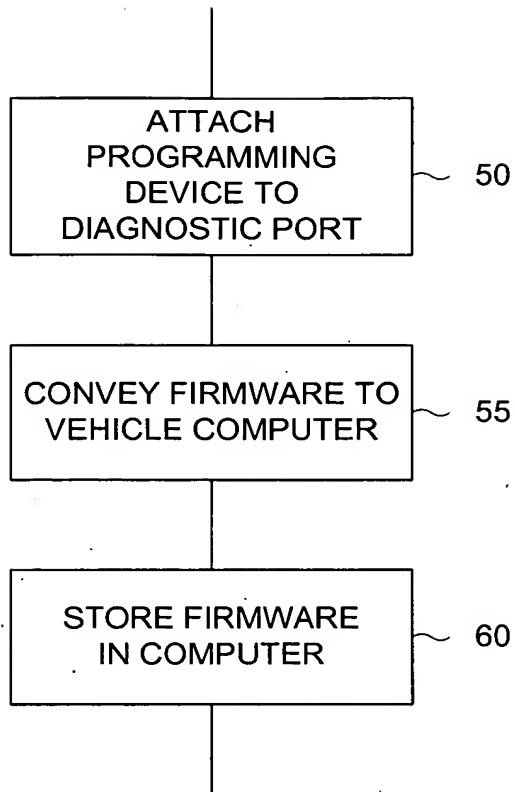 ATTACH
PROGRAMMING
DEVICE TO
DIAGNOSTIC PORT
50
CONVEY FIRMWARE TO
VEHICLE COMPUTER
55
STORE FIRMWARE
IN COMPUTER
60